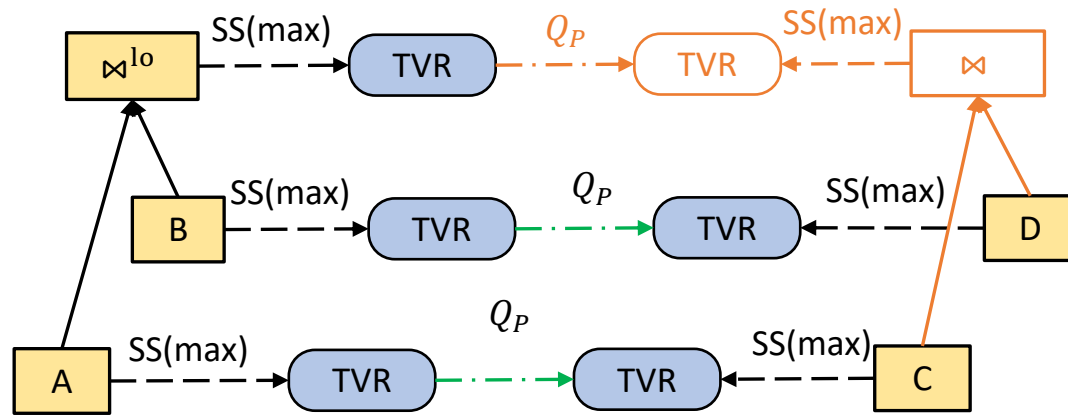 ⋈^lo SS(max) TVR Q_P TVR SS(max) ⋈
B SS(max) TVR Q_P TVR SS(max) D
A SS(max) TVR Q_P TVR SS(max) C